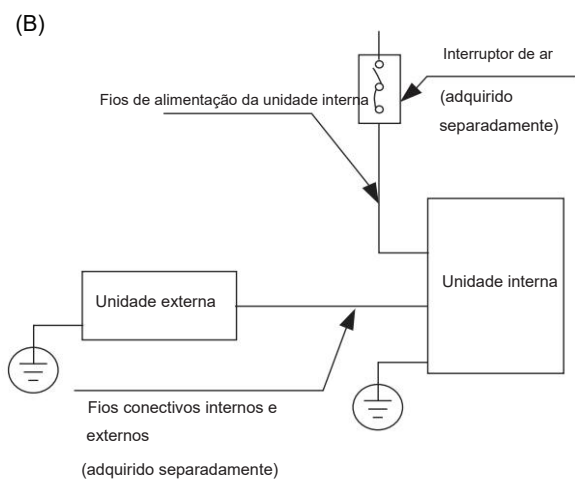 (B)
Interruptor de ar
(adquirido
separadamente)
Fios de alimentação da unidade interna
Unidade interna
Unidade externa
Fios conectivos internos e
externos
(adquirido separadamente)